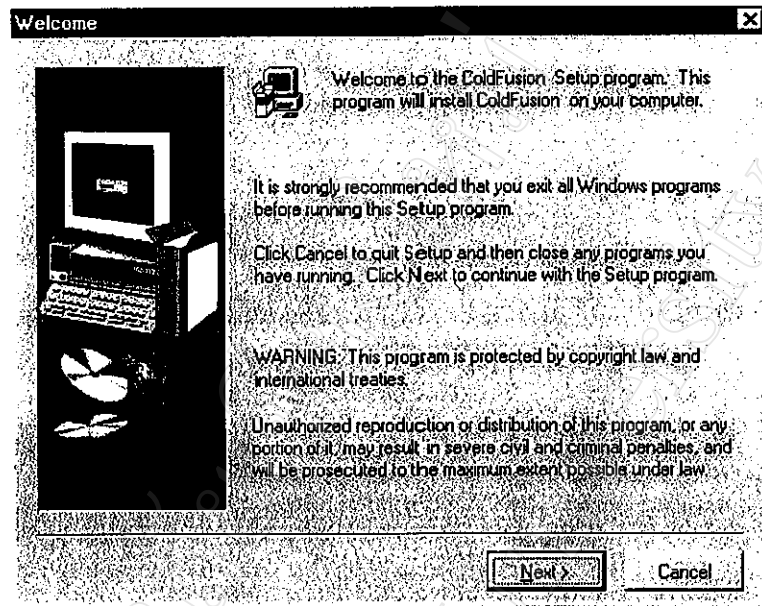 Welcome
Welcome to the ColdFusion Setup program. This
program will install ColdFusion on your computer.
It is strongly recommended that you exit all Windows programs
before running this Setup program.
Click Cancel to quit Setup and then close any programs you
have running. Click Next to continue with the Setup program.
WARNING: This program is protected by copyright law and
international treaties.
Unauthorized reproduction or distribution of this program, or any
portion of it, may result in severe civil and criminal penalties, and
will be prosecuted to the maximum extent possible under law.
Next >
Cancel